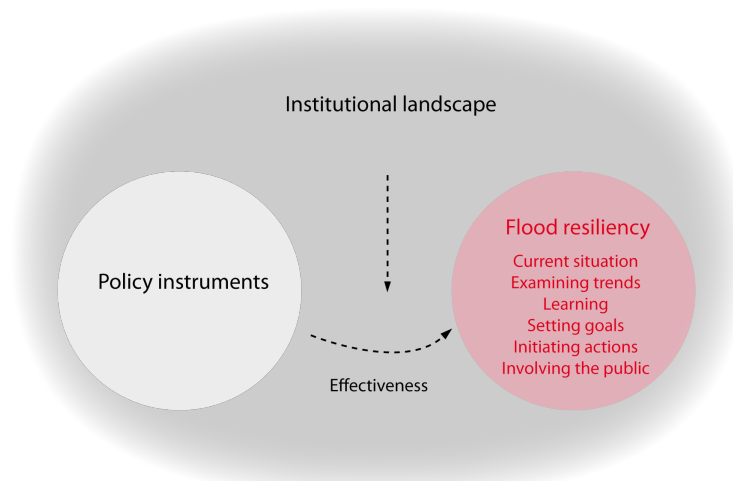 Institutional landscape
Policy instruments
Flood resiliency
Current situation
Examining trends
Learning
Setting goals
Initiating actions
Involving the public
Effectiveness